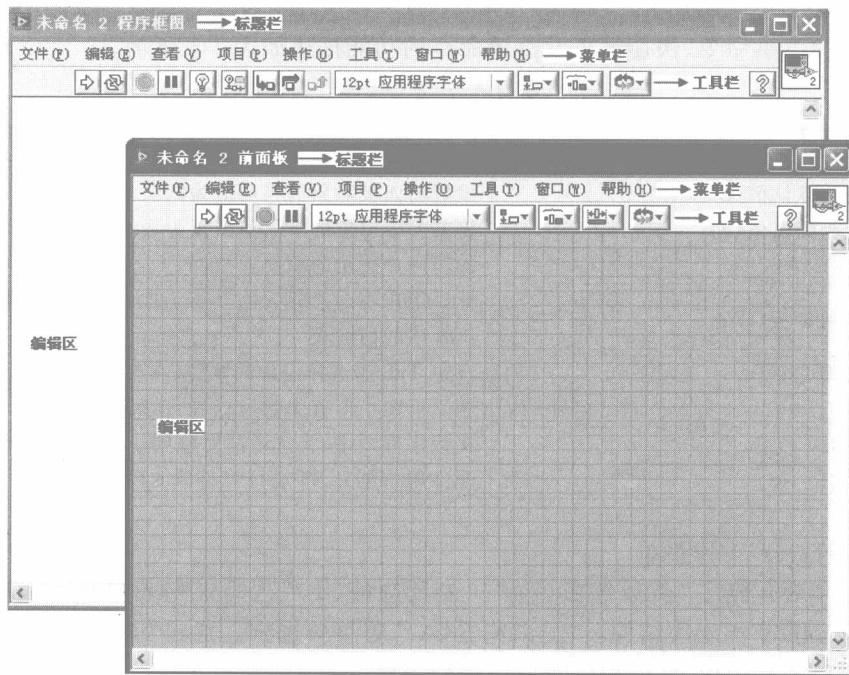 未命名 2 程序框图 标题栏
文件(F) 编辑(E) 查看(V) 项目(P) 操作(O) 工具(T) 窗口(W) 帮助(H) 菜单栏
12pt 应用程序字体 工具栏 ?
2
未命名 2 前面板 标题栏
文件(F) 编辑(E) 查看(V) 项目(P) 操作(O) 工具(T) 窗口(W) 帮助(H) 菜单栏
12pt 应用程序字体 工具栏 ?
2
编辑区
编辑区